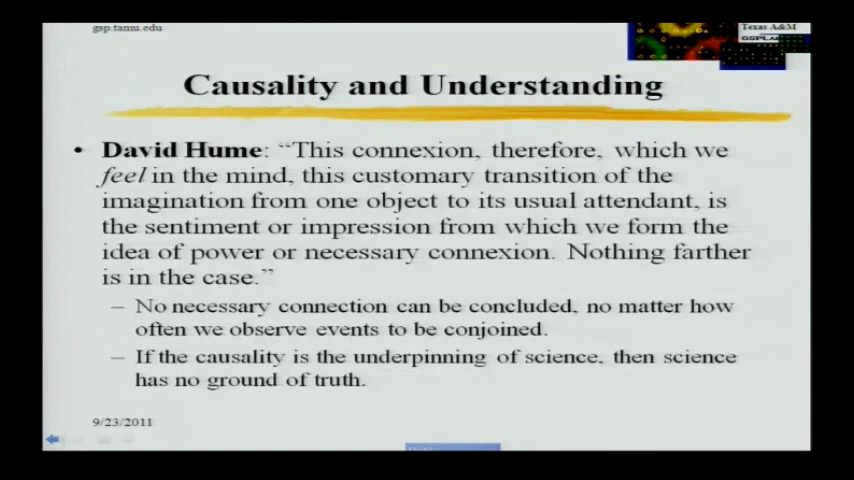 gsp.tamu.edu
Texas A&M
GSPLAB
Causality and Understanding
• David Hume: “This connexion, therefore, which we
feel in the mind, this customary transition of the
imagination from one object to its usual attendant, is
the sentiment or impression from which we form the
idea of power or necessary connexion. Nothing farther
is in the case.”
– No necessary connection can be concluded, no matter how
often we observe events to be conjoined.
– If the causality is the underpinning of science, then science
has no ground of truth.
9/23/2011